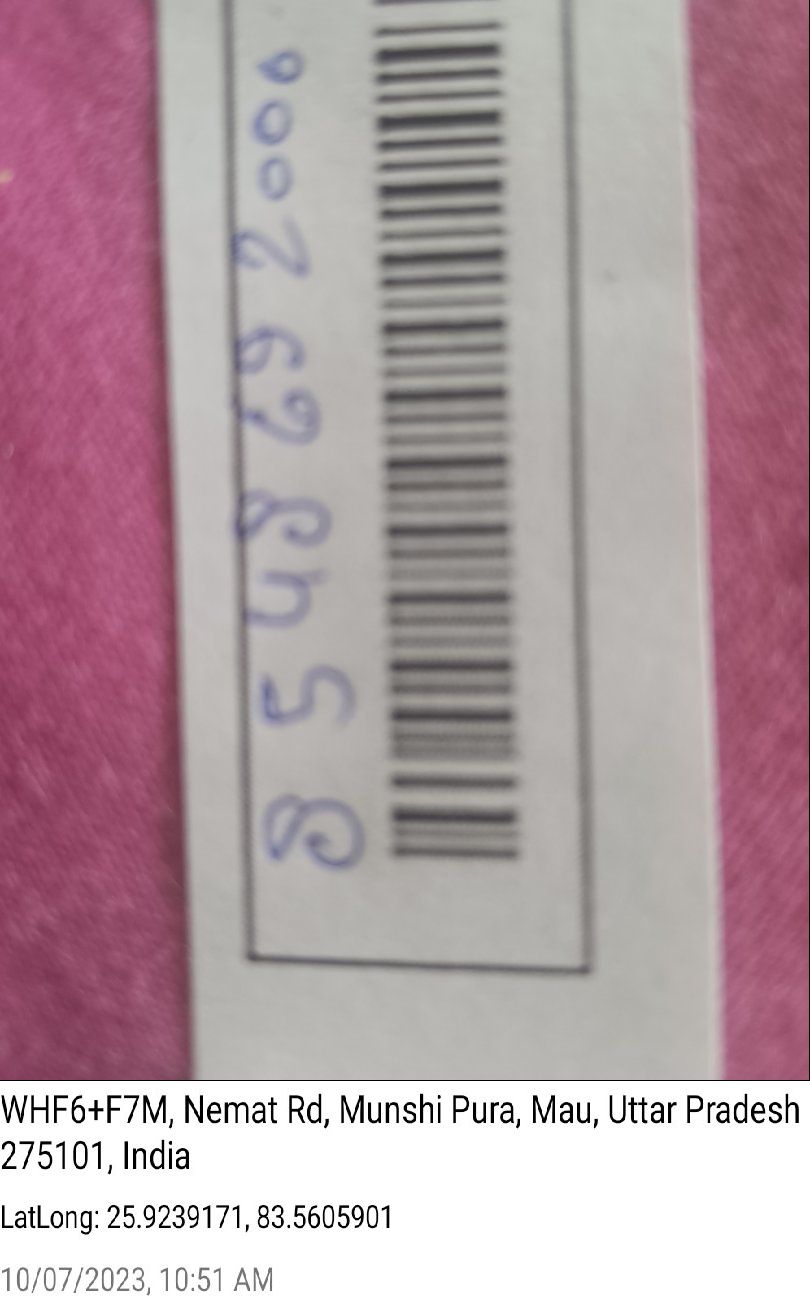 8548692000
WHF6+F7M, Nemat Rd, Munshi Pura, Mau, Uttar Pradesh
275101, India
LatLong: 25.9239171, 83.5605901
10/07/2023, 10:51 AM